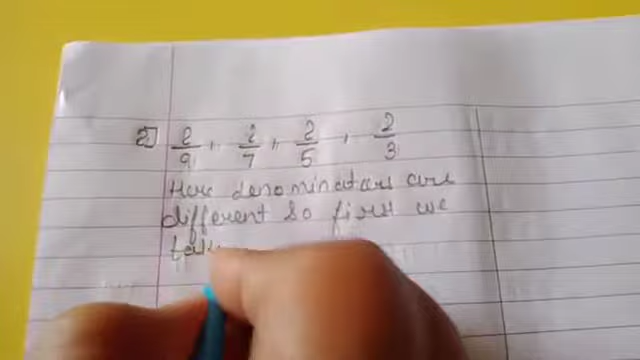 2] 2/9, 2/7, 2/5, 2/3
Here denominators are
different so first we